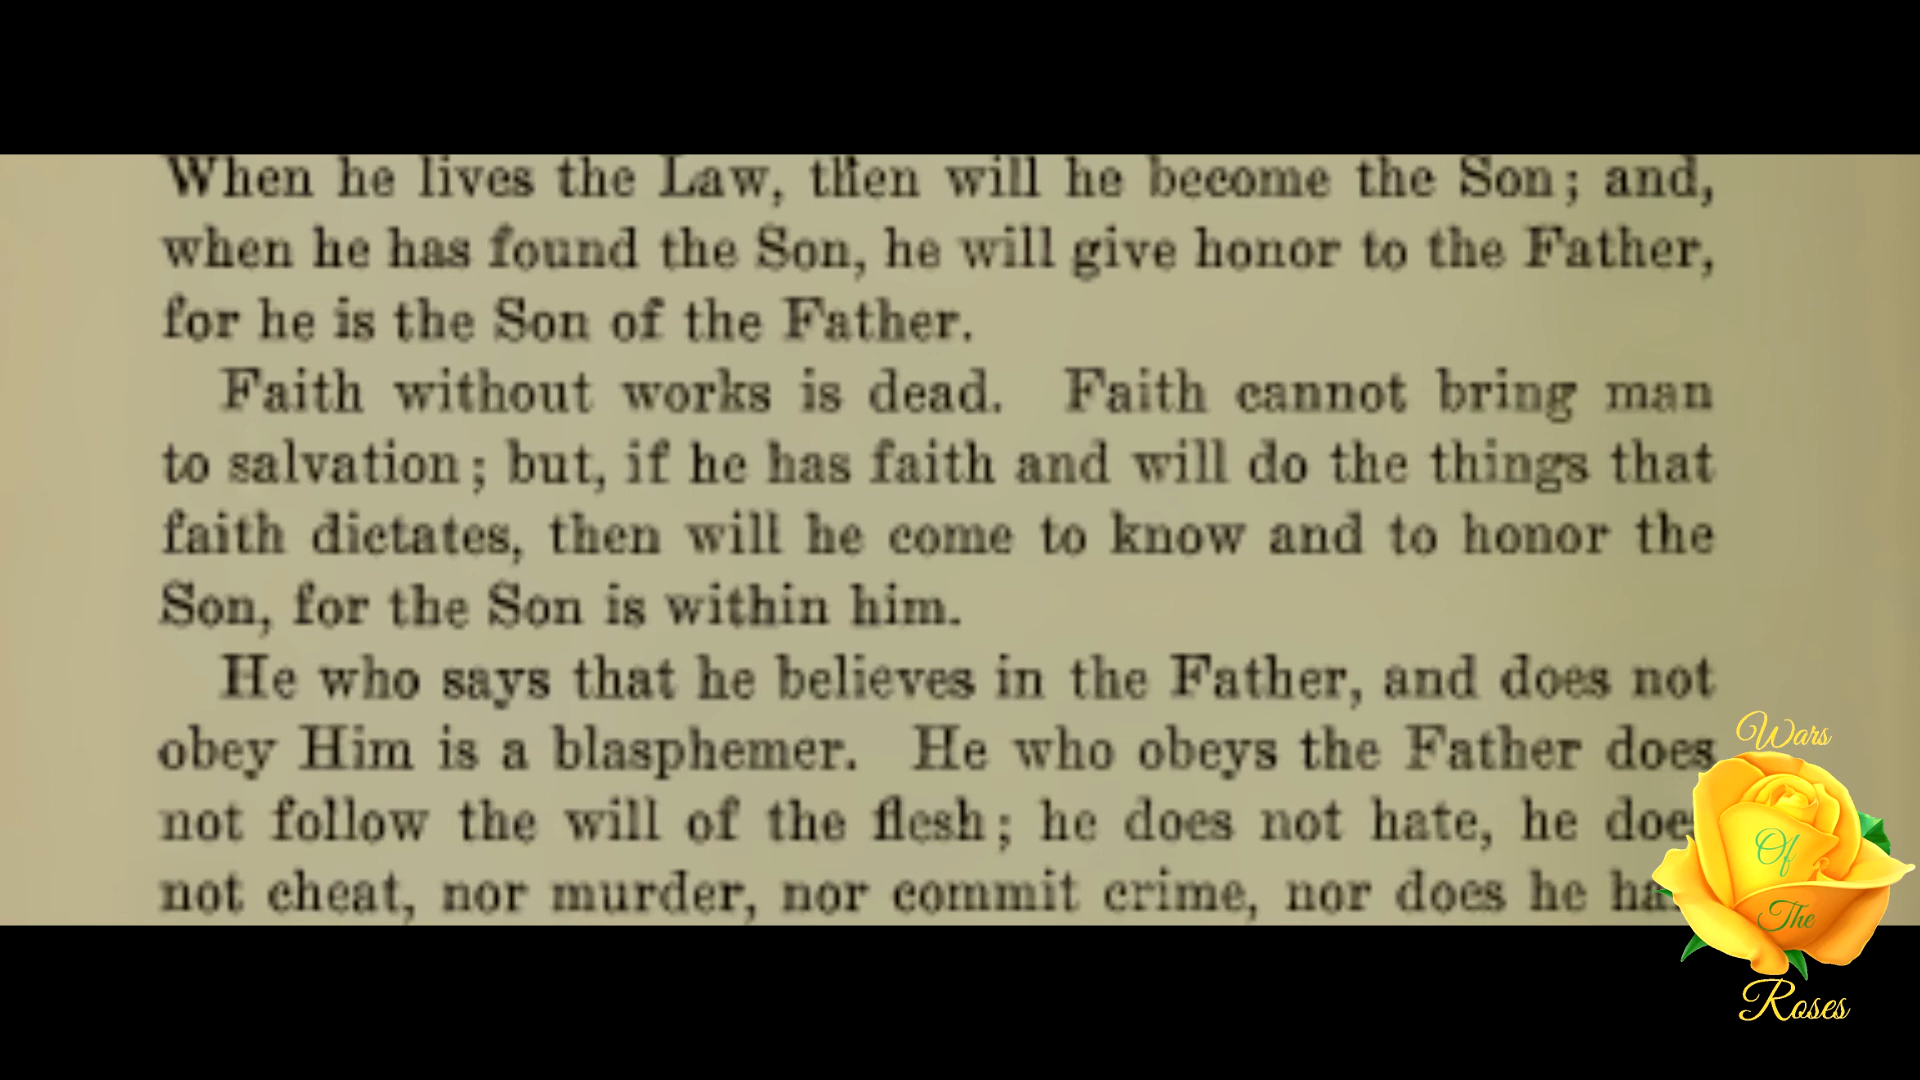 When he lives the Law, then will he become the Son; and,
when he has found the Son, he will give honor to the Father,
for he is the Son of the Father.
Faith without works is dead. Faith cannot bring man
to salvation; but, if he has faith and will do the things that
faith dictates, then will he come to know and to honor the
Son, for the Son is within him.
He who says that he believes in the Father, and does not
obey Him is a blasphemer. He who obeys the Father does
not follow the will of the flesh; he does not hate, he
not cheat, nor murder, nor commit crime, nor does he
Wars
Of
The
Roses